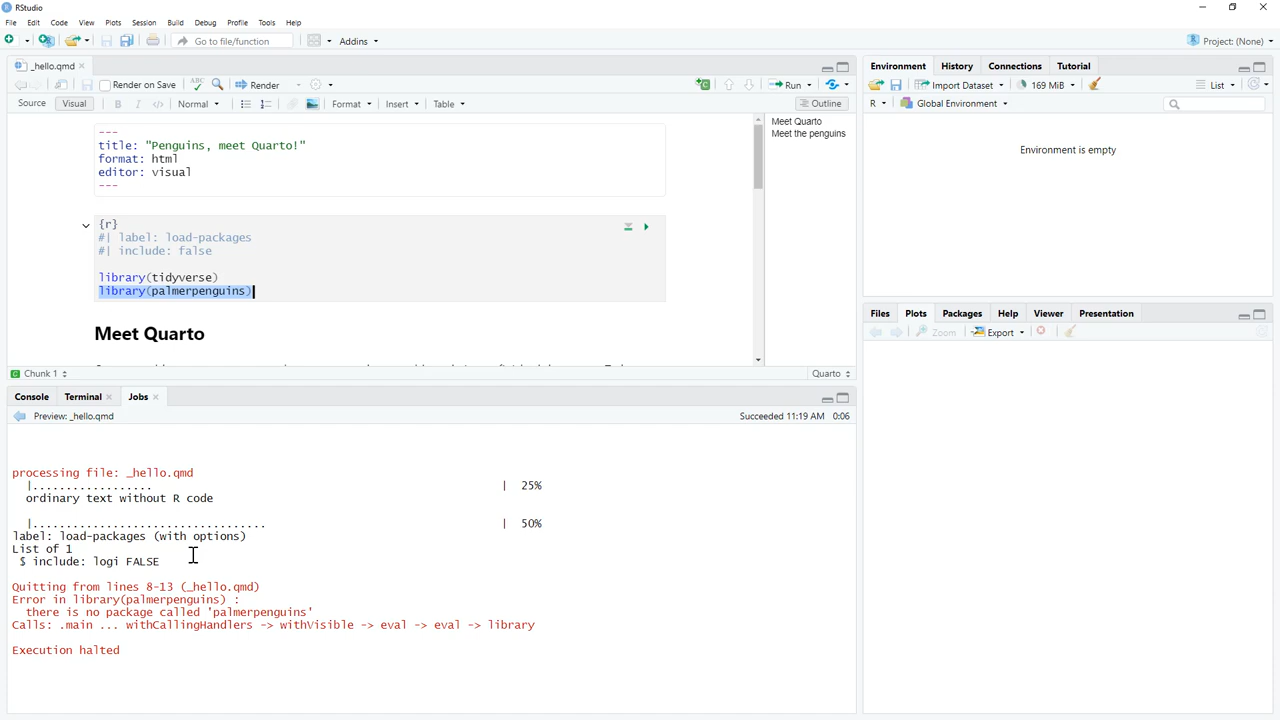 RStudio
File Edit Code View Plots Session Build Debug Profile Tools Help
Go to file/function Addins Project: (None)
_hello.qmd
Render on Save ABC Render Run
Source Visual B I </> Normal Format Insert Table Outline
---
title: "Penguins, meet Quarto!"
format: html
editor: visual
---
{r}
#| label: load-packages
#| include: false
library(tidyverse)
library(palmerpenguins)
Meet Quarto
Meet Quarto
Meet the penguins
Chunk 1 Quarto
Console Terminal Jobs
Preview: _hello.qmd Succeeded 11:19 AM 0:06
processing file: _hello.qmd
|.................. | 25%
ordinary text without R code
|................................... | 50%
label: load-packages (with options)
List of 1
$ include: logi FALSE
Quitting from lines 8-13 (_hello.qmd)
Error in library(palmerpenguins) :
there is no package called 'palmerpenguins'
Calls: .main ... withCallingHandlers -> withVisible -> eval -> eval -> library
Execution halted
Environment History Connections Tutorial
Import Dataset 169 MiB List
R Global Environment
Environment is empty
Files Plots Packages Help Viewer Presentation
Zoom Export